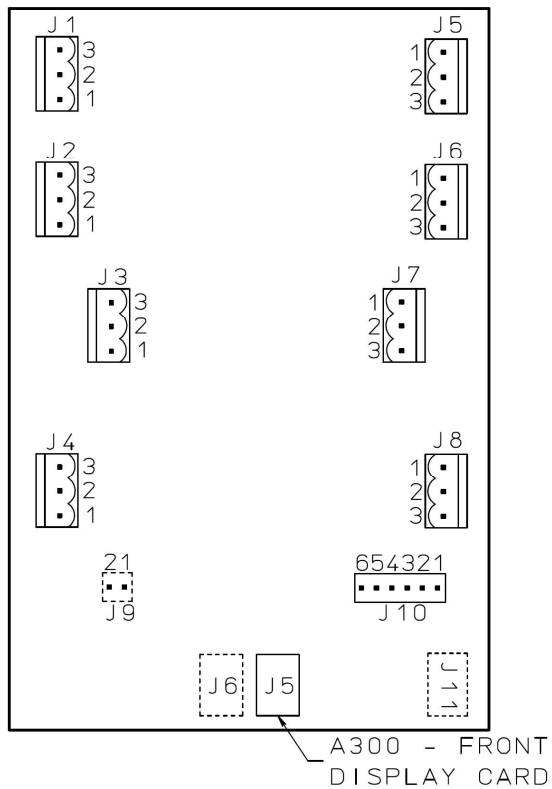 J1 J5
3 1
2 2
1 3
J2 J6
3 1
2 2
1 3
J3 J7
3 1
2 2
1 3
J4 J8
3 1
2 2
1 3
21 654321
J9 J10
J6 J5 J11
A300 - FRONT
DISPLAY CARD